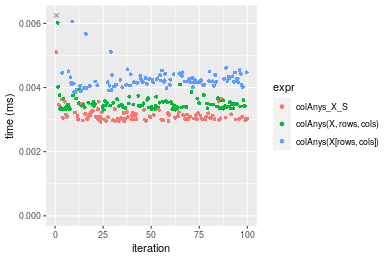 0.006
0.004
0.002
0.000
time (ms)
0
25
50
75
100
iteration
expr
colAnys_X_S
colAnys(X, rows, cols)
colAnys(X[rows, cols])